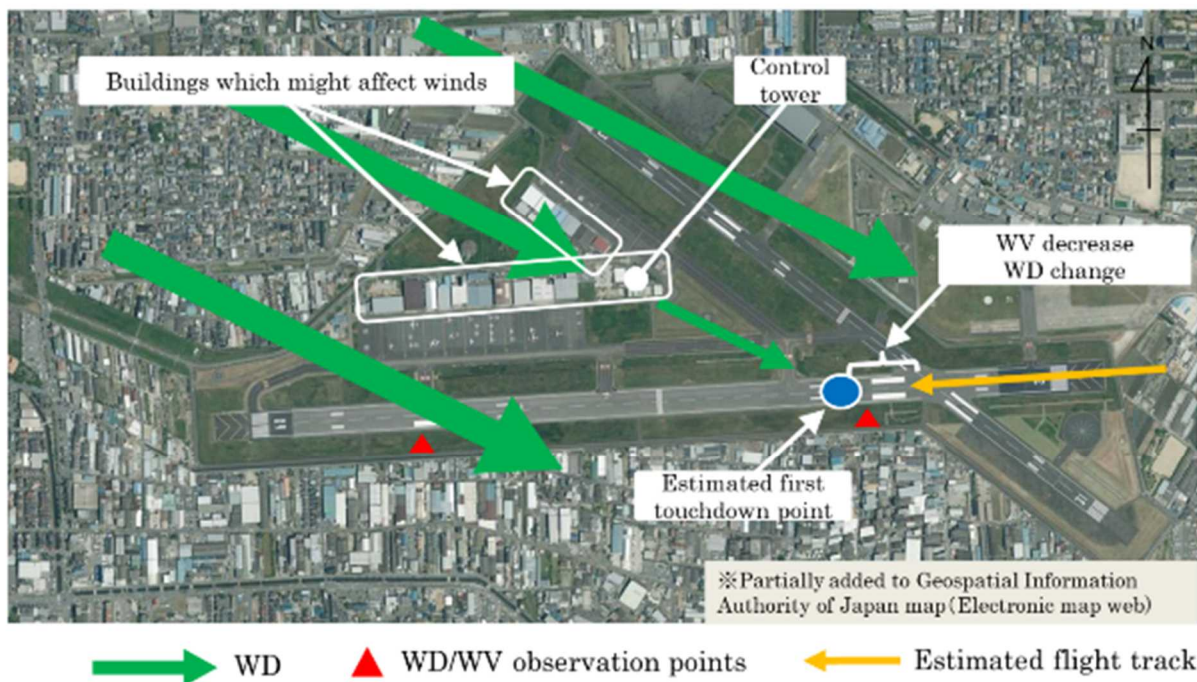 Buildings which might affect winds
Control
tower
N
WV decrease
WD change
Estimated first
touchdown point
※Partially added to Geospatial Information
Authority of Japan map(Electronic map web)
WD
WD/WV observation points
Estimated flight track